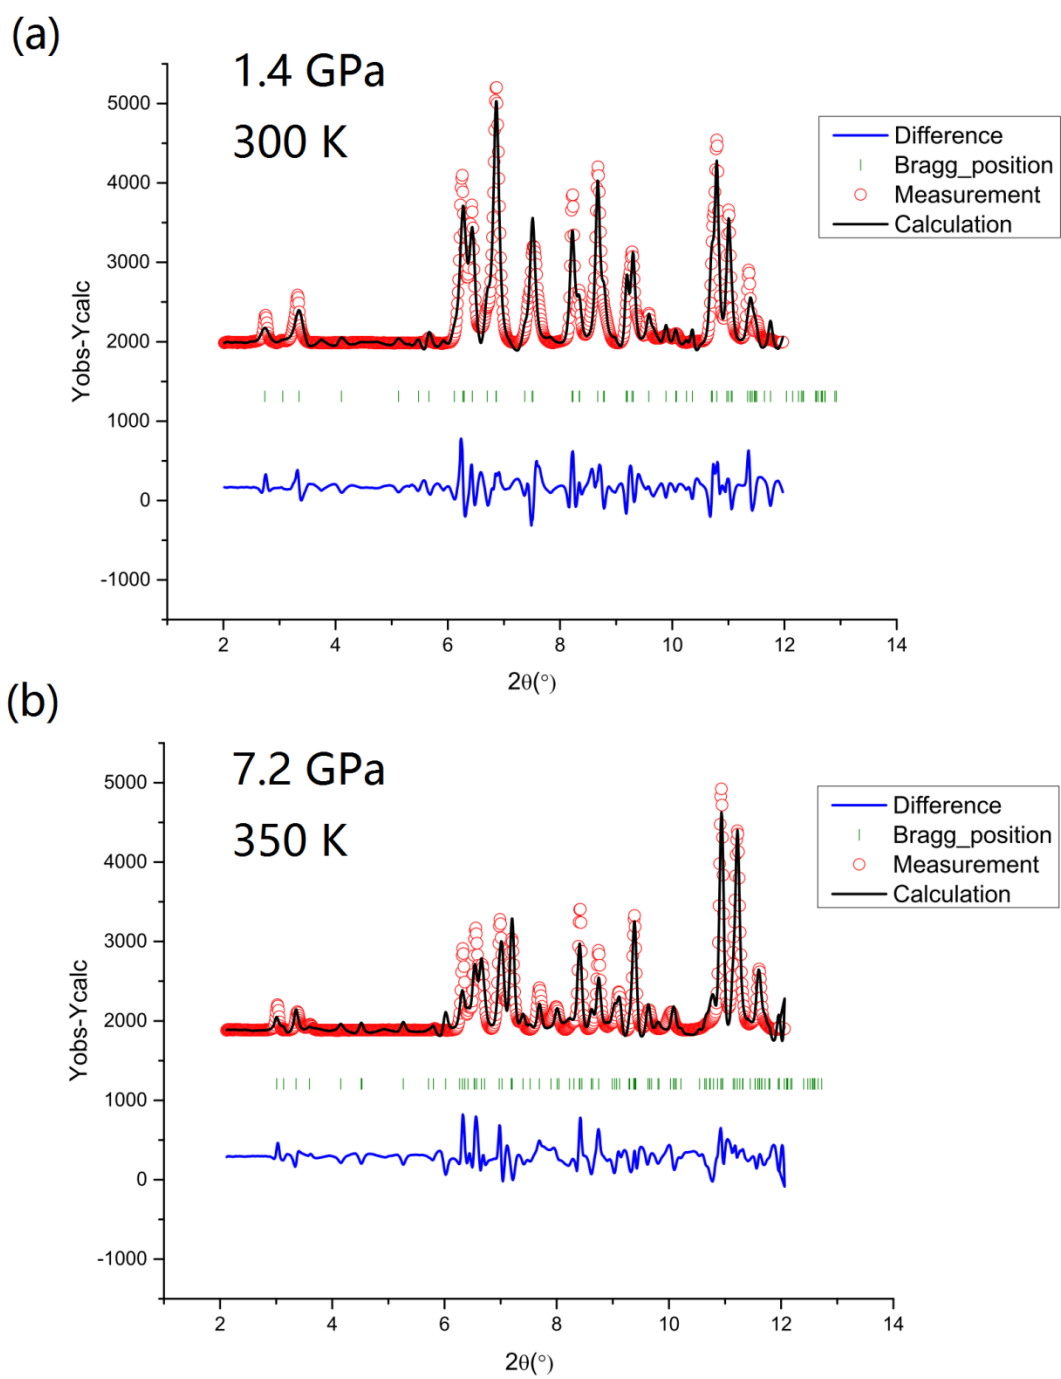 (a)
1.4 GPa
300 K
Yobs-Ycalc
5000
4000
3000
2000
1000
0
-1000
2
4
6
8
10
12
14
2θ(°)
Difference
Bragg_position
Measurement
Calculation
(b)
7.2 GPa
350 K
Yobs-Ycalc
5000
4000
3000
2000
1000
0
-1000
2
4
6
8
10
12
14
2θ(°)
Difference
Bragg_position
Measurement
Calculation